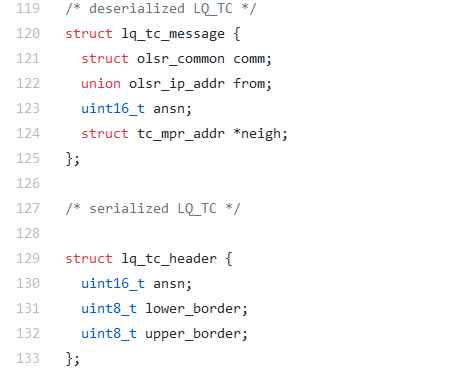 119 /* deserialized LQ_TC */
120 struct lq_tc_message {
121   struct olsr_common comm;
122   union olsr_ip_addr from;
123   uint16_t ansn;
124   struct tc_mpr_addr *neigh;
125 };
126
127 /* serialized LQ_TC */
128
129 struct lq_tc_header {
130   uint16_t ansn;
131   uint8_t lower_border;
132   uint8_t upper_border;
133 };